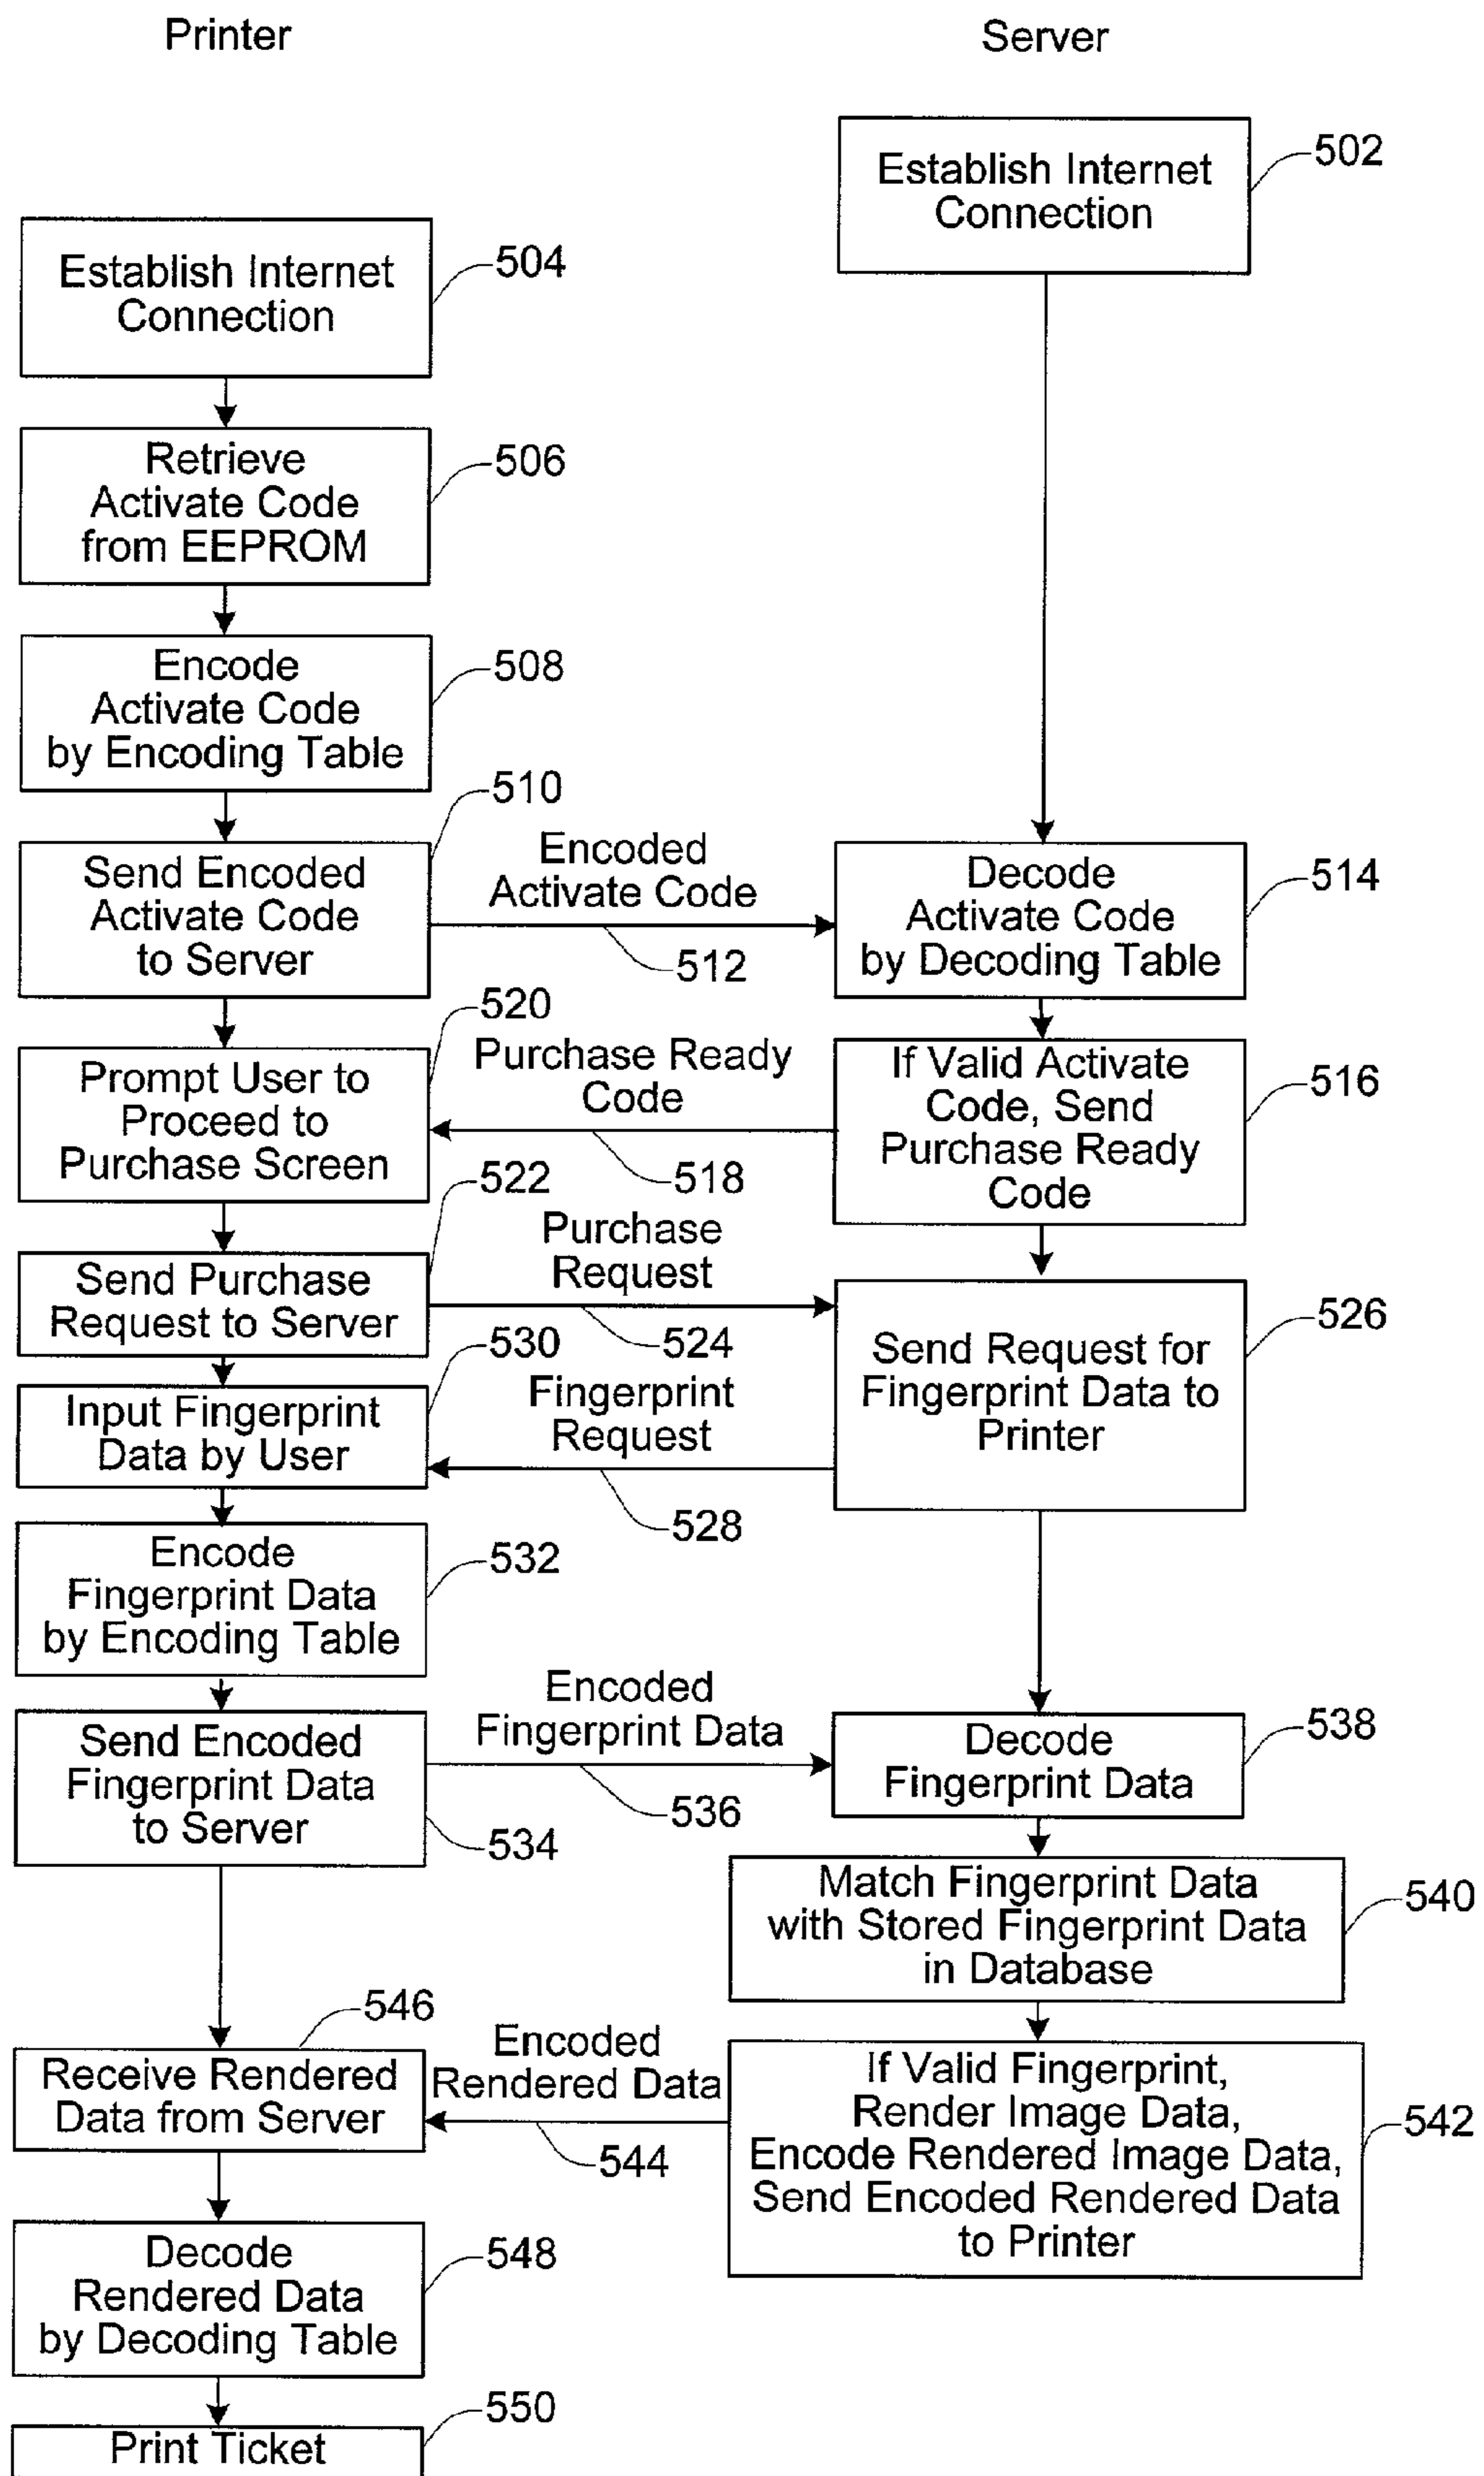 Printer
Server
Establish Internet
Connection
502
Establish Internet
Connection
504
Retrieve
Activate Code
from EEPROM
506
Encode
Activate Code
by Encoding Table
508
510
Send Encoded
Activate Code
to Server
Encoded
Activate Code
512
Decode
Activate Code
by Decoding Table
514
520
Prompt User to
Proceed to
Purchase Screen
Purchase Ready
Code
518
If Valid Activate
Code, Send
Purchase Ready
Code
516
522
Send Purchase
Request to Server
Purchase
Request
524
Send Request for
Fingerprint Data to
Printer
526
530
Input Fingerprint
Data by User
Fingerprint
Request
528
Encode
Fingerprint Data
by Encoding Table
532
Send Encoded
Fingerprint Data
to Server
534
Encoded
Fingerprint Data
536
Decode
Fingerprint Data
538
Match Fingerprint Data
with Stored Fingerprint Data
in Database
540
546
Receive Rendered
Data from Server
Encoded
Rendered Data
544
If Valid Fingerprint,
Render Image Data,
Encode Rendered Image Data,
Send Encoded Rendered Data
to Printer
542
Decode
Rendered Data
by Decoding Table
548
550
Print Ticket